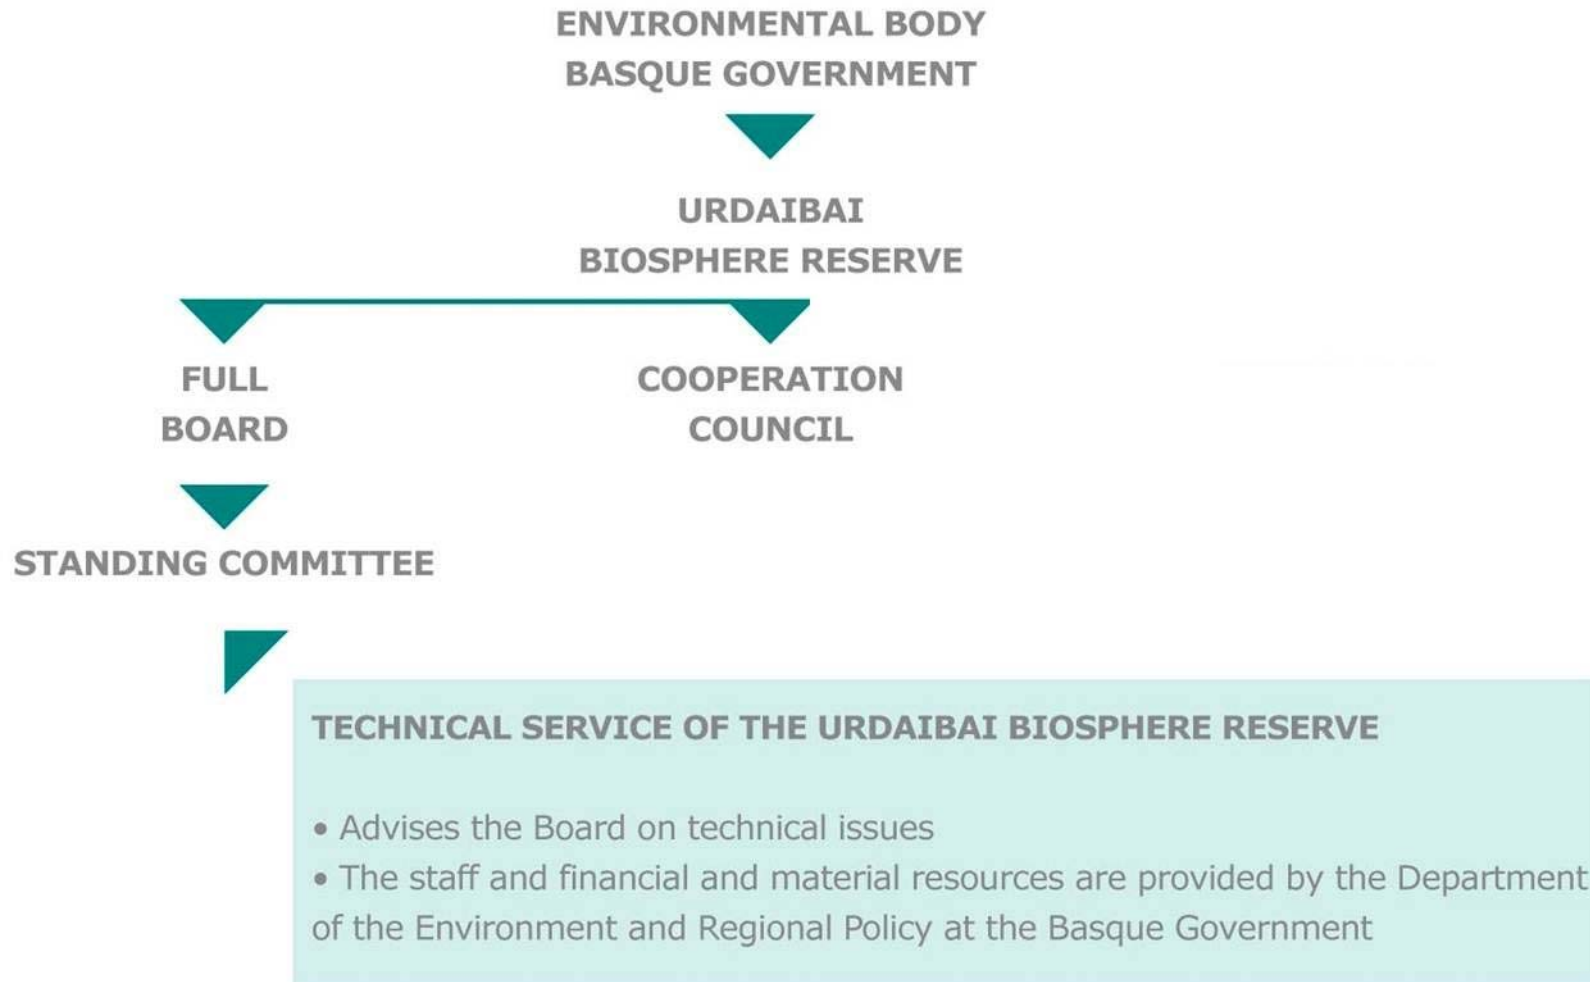 ENVIRONMENTAL BODY
BASQUE GOVERNMENT
URDAIBAI
BIOSPHERE RESERVE
FULL
BOARD
COOPERATION
COUNCIL
STANDING COMMITTEE
TECHNICAL SERVICE OF THE URDAIBAI BIOSPHERE RESERVE
• Advises the Board on technical issues
• The staff and financial and material resources are provided by the Department
of the Environment and Regional Policy at the Basque Government